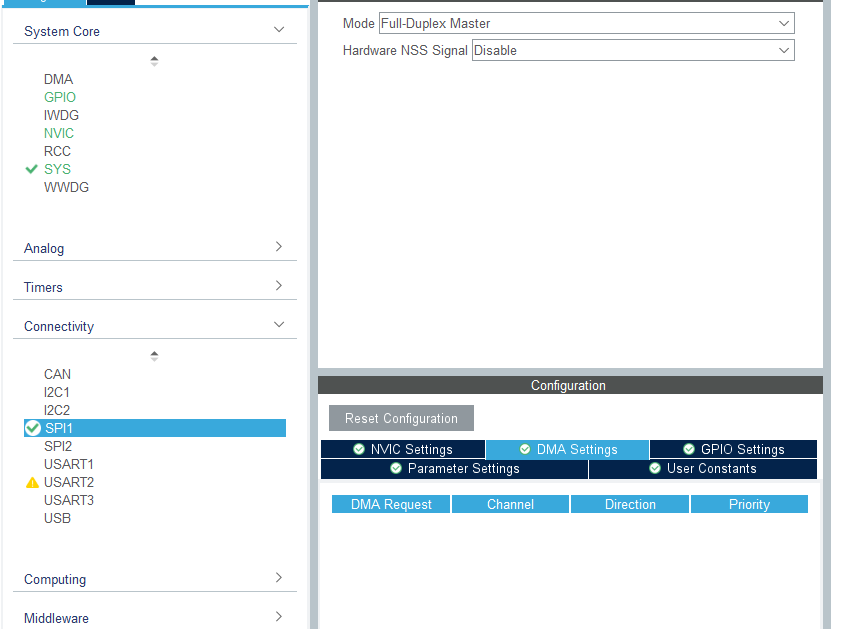 System Core
DMA
GPIO
IWDG
NVIC
RCC
SYS
WWDG
Analog
Timers
Connectivity
CAN
I2C1
I2C2
SPI1
SPI2
USART1
USART2
USART3
USB
Computing
Middleware
Mode Full-Duplex Master
Hardware NSS Signal Disable
Configuration
Reset Configuration
NVIC Settings DMA Settings GPIO Settings
Parameter Settings User Constants
DMA Request Channel Direction Priority